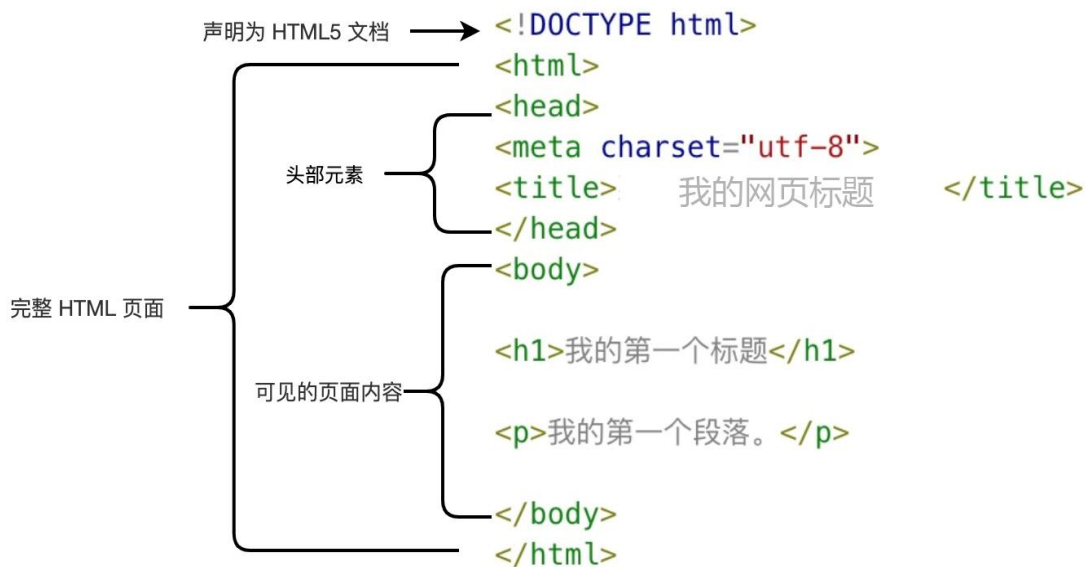 声明为 HTML5 文档
<!DOCTYPE html>
<html>
<head>
<meta charset="utf-8">
头部元素
<title> 我的网页标题 </title>
</head>
<body>
完整 HTML 页面
<h1>我的第一个标题</h1>
可见的页面内容
<p>我的第一个段落。</p>
</body>
</html>